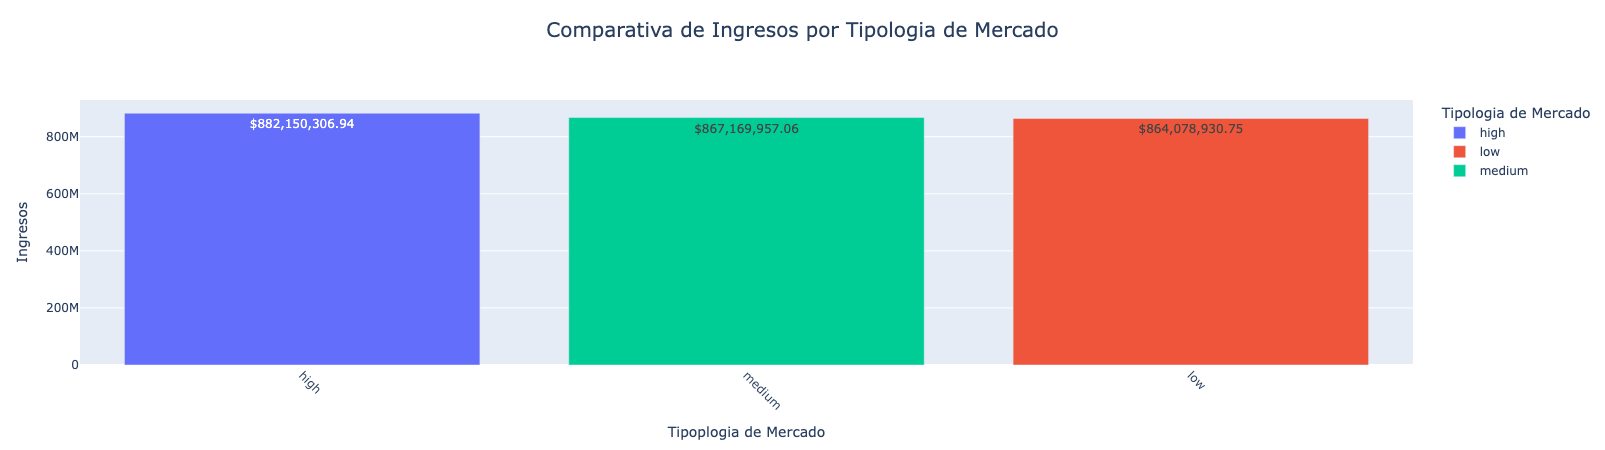 Comparativa de Ingresos por Tipologia de Mercado
Ingresos
800M
600M
400M
200M
0
$882,150,306.94
$867,169,957.06
$864,078,930.75
high
medium
low
Tipoplogia de Mercado
Tipologia de Mercado
high
low
medium